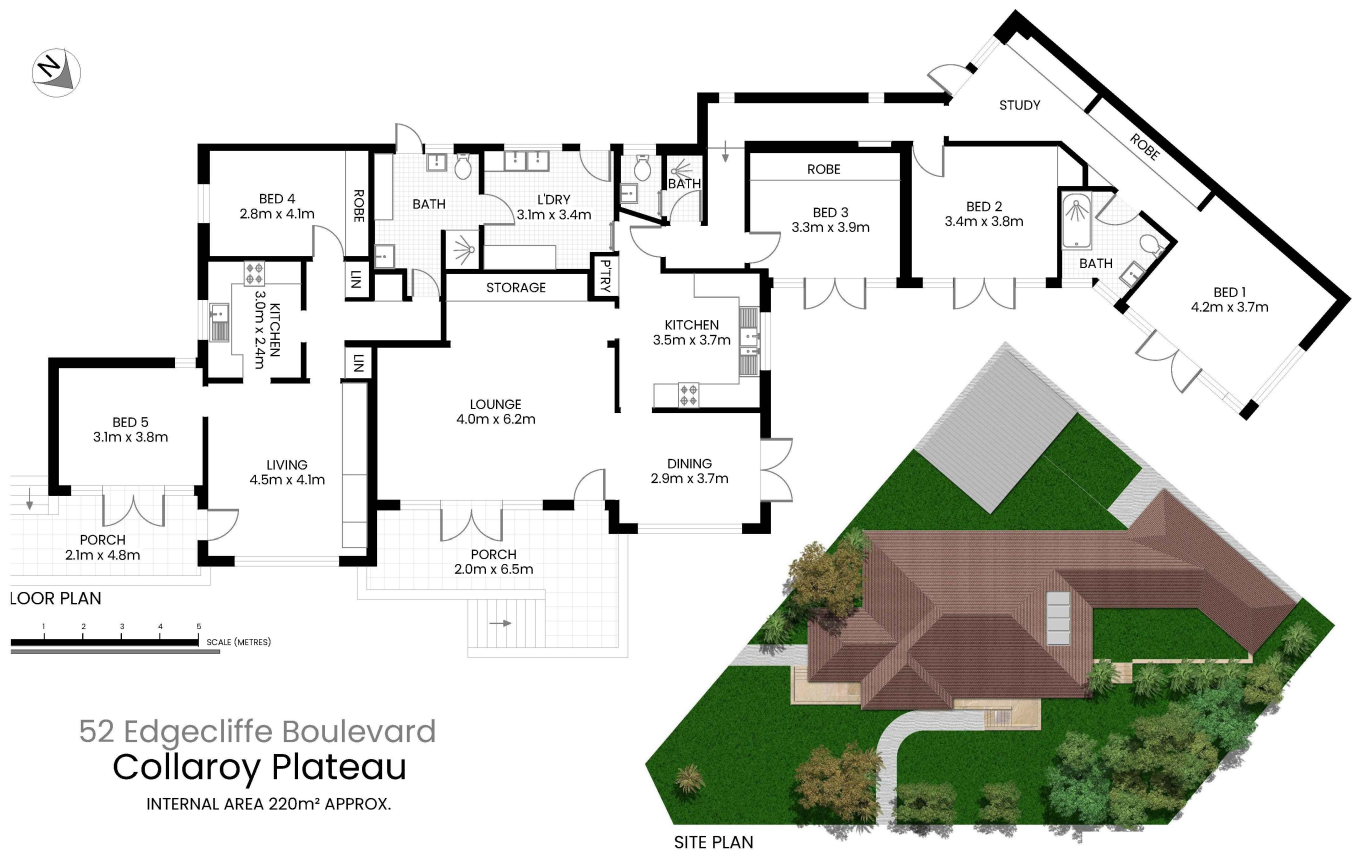 N
STUDY
ROBE
BED 4
2.8m x 4.1m
ROBE
BATH
L'DRY
3.1m x 3.4m
BATH
ROBE
BED 3
3.3m x 3.9m
BED 2
3.4m x 3.8m
BATH
BED 1
4.2m x 3.7m
LIN
P'TRY
STORAGE
KITCHEN
3.0m x 2.4m
KITCHEN
3.5m x 3.7m
LIN
BED 5
3.1m x 3.8m
LOUNGE
4.0m x 6.2m
LIVING
4.5m x 4.1m
DINING
2.9m x 3.7m
PORCH
2.1m x 4.8m
PORCH
2.0m x 6.5m
LOOR PLAN
1 2 3 4 5
SCALE (METRES)
52 Edgecliffe Boulevard
Collaroy Plateau
INTERNAL AREA 220m² APPROX.
SITE PLAN